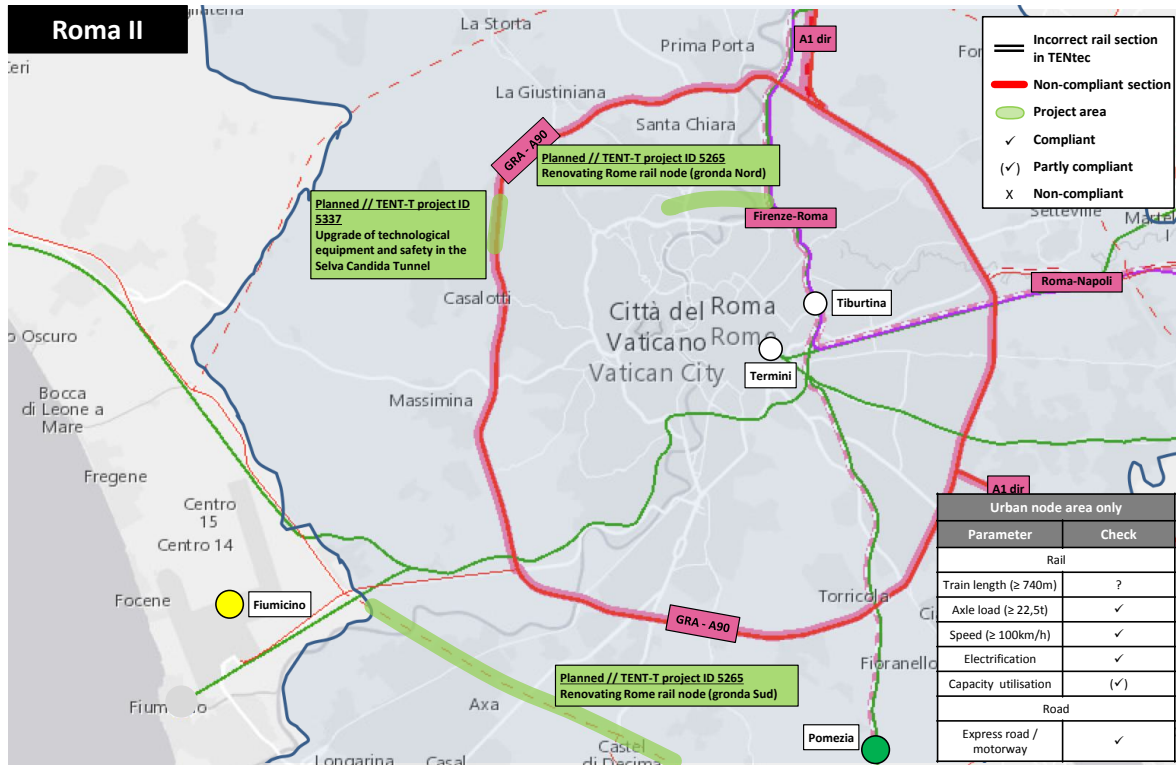 Roma II
La Storta
Prima Porta
A1 dir
La Giustiniana
Santa Chiara
GRA - A90
Incorrect rail section
in TENtec
Non-compliant section
Project area
✓ Compliant
(✓) Partly compliant
X Non-compliant
Setteville
Planned // TENT-T project ID 5265
Renovating Rome rail node (gronda Nord)
Planned // TENT-T project ID
5337
Upgrade of technological
equipment and safety in the
Selva Candida Tunnel
Firenze-Roma
Roma-Napoli
Casalotti
Tiburtina
Città del
Vaticano
Vatican City
Roma
Rome
Termini
o Oscuro
Bocca
di Leone a
Mare
Massimina
Fregene
Centro
15
Centro 14
Focene
Fiumicino
A1 dir
Torricola
GRA - A90
Fioranello
Planned // TENT-T project ID 5265
Renovating Rome rail node (gronda Sud)
Axa
Pomezia
Castel
di Decima
Longarina
Casal
Urban node area only
Parameter Check
Rail
Train length (≥ 740m) ?
Axle load (≥ 22,5t) ✓
Speed (≥ 100km/h) ✓
Electrification ✓
Capacity utilisation (✓)
Road
Express road /
motorway ✓